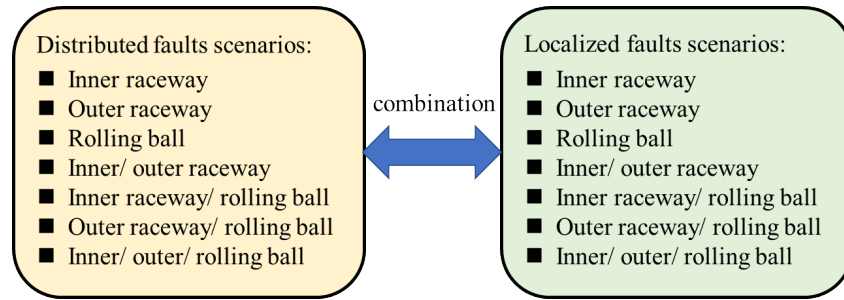 Distributed faults scenarios:
■ Inner raceway
■ Outer raceway
■ Rolling ball
■ Inner/ outer raceway
■ Inner raceway/ rolling ball
■ Outer raceway/ rolling ball
■ Inner/ outer/ rolling ball
combination
Localized faults scenarios:
■ Inner raceway
■ Outer raceway
■ Rolling ball
■ Inner/ outer raceway
■ Inner raceway/ rolling ball
■ Outer raceway/ rolling ball
■ Inner/ outer/ rolling ball